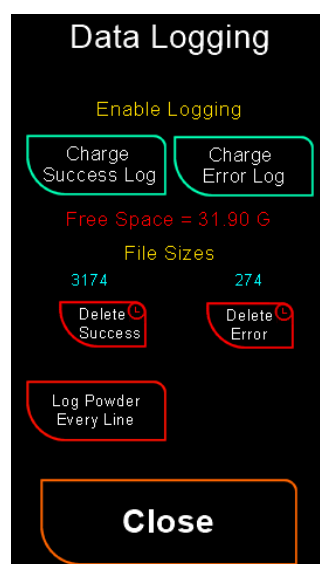 Data Logging
Enable Logging
Charge
Success Log
Charge
Error Log
Free Space = 31.90 G
File Sizes
3174
274
Delete
Success
Delete
Error
Log Powder
Every Line
Close